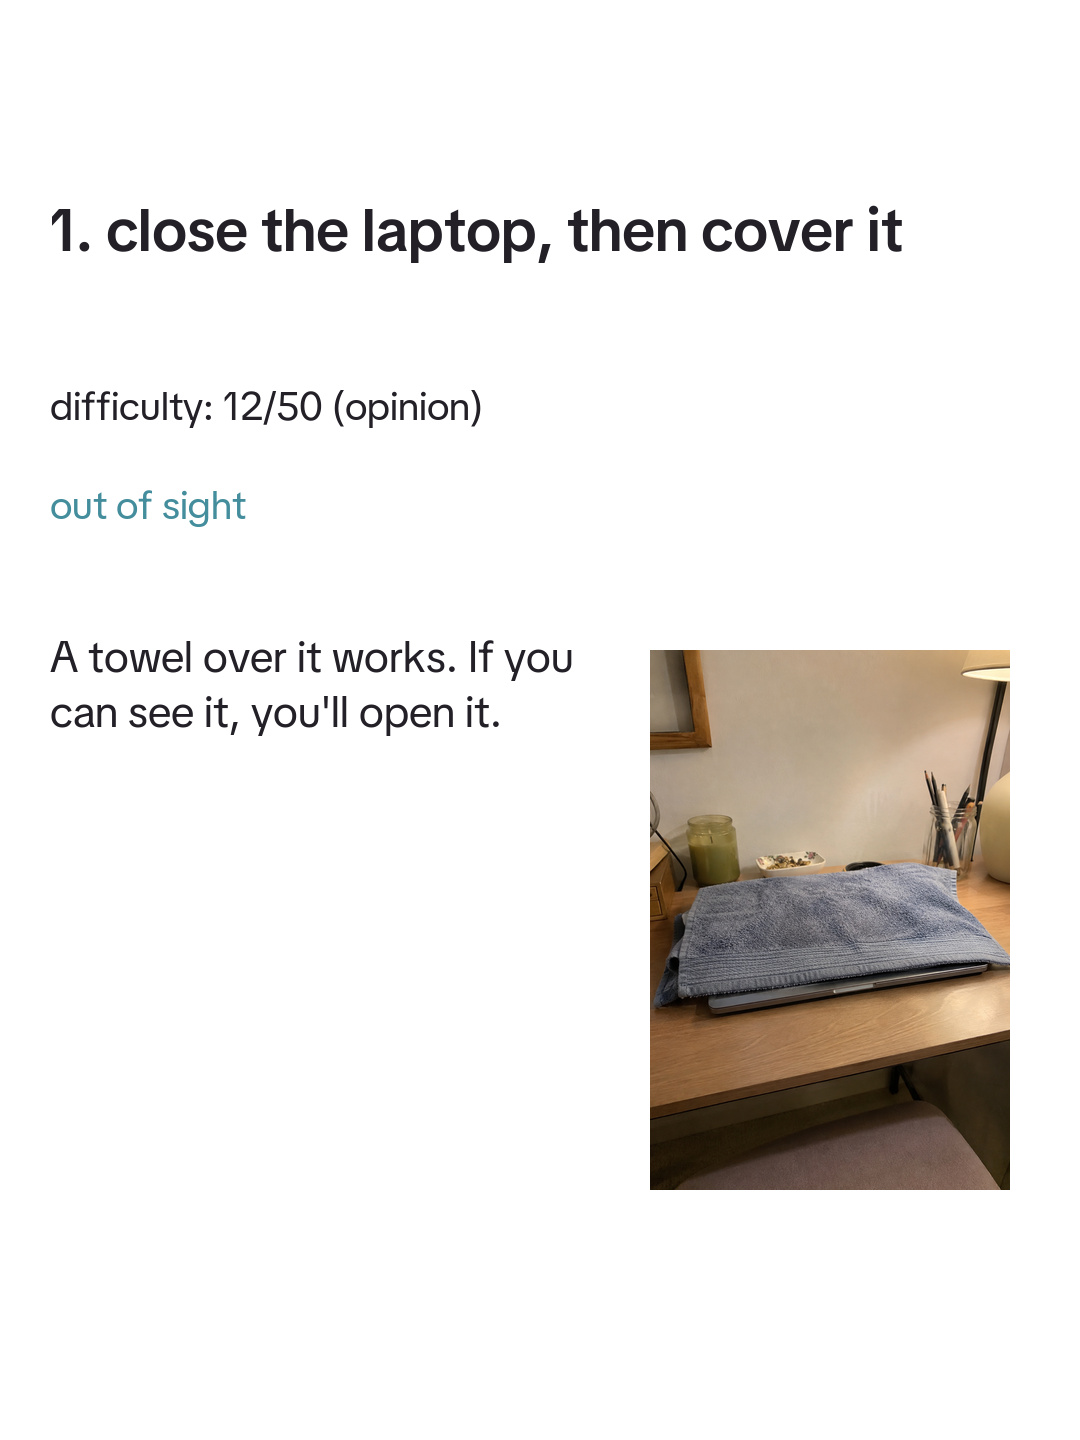 1. close the laptop, then cover it
difficulty: 12/50 (opinion)
out of sight
A towel over it works. If you
can see it, you'll open it.